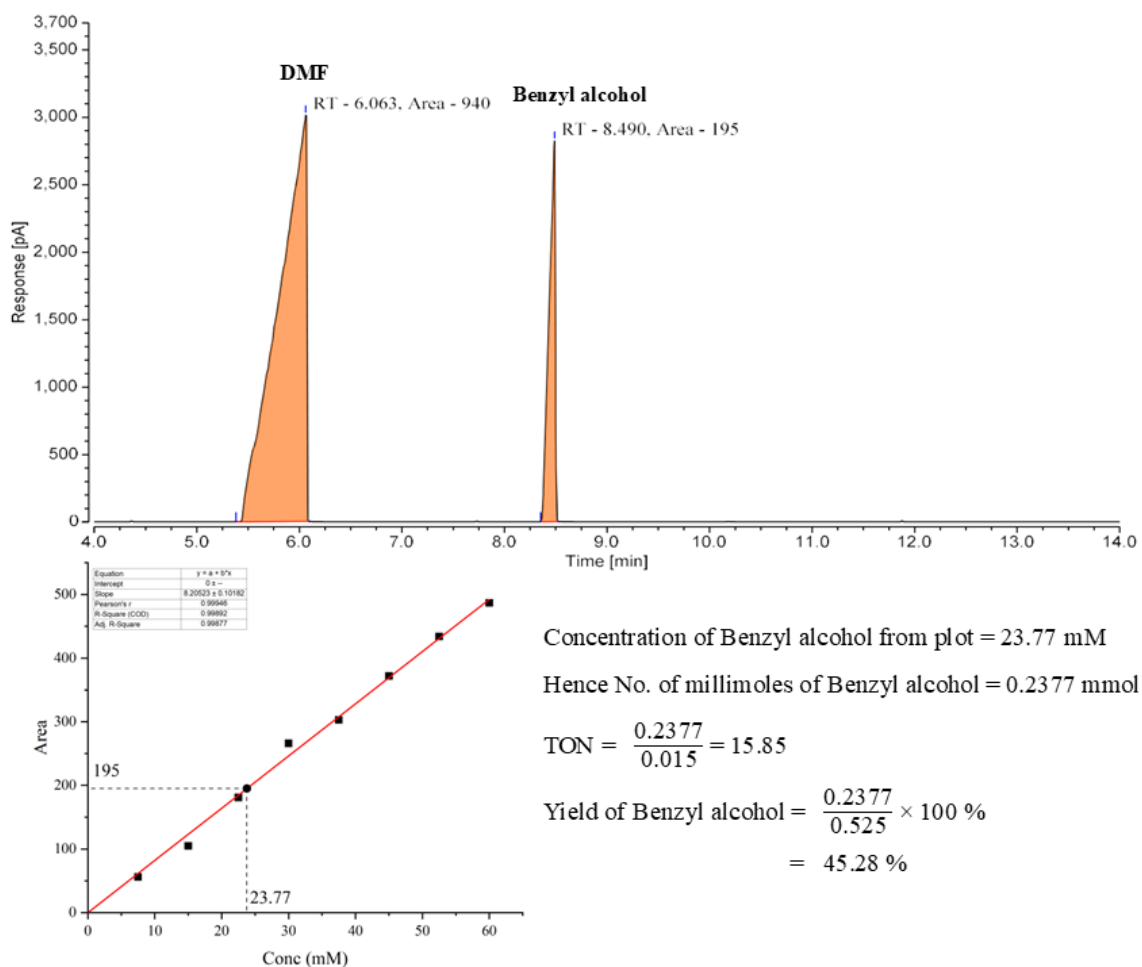 3,700
3,500
3,000
2,500
2,000
1,500
1,000
500
0
Response [pA]
DMF
RT - 6.063, Area - 940
Benzyl alcohol
RT - 8.490, Area - 195
4.0 5.0 6.0 7.0 8.0 9.0 10.0 11.0 12.0 13.0 14.0
Time [min]
Equation y = a + b*x
Intercept 0 ± --
Slope 8.20523 ± 0.10182
Pearson's r 0.99946
R-Square (COD) 0.99892
Adj. R-Square 0.99877
500
400
300
200
100
0
Area
195
23.77
0 10 20 30 40 50 60
Conc (mM)
Concentration of Benzyl alcohol from plot = 23.77 mM
Hence No. of millimoles of Benzyl alcohol = 0.2377 mmol
TON = 0.2377 / 0.015 = 15.85
Yield of Benzyl alcohol = 0.2377 / 0.525 × 100 %
= 45.28 %